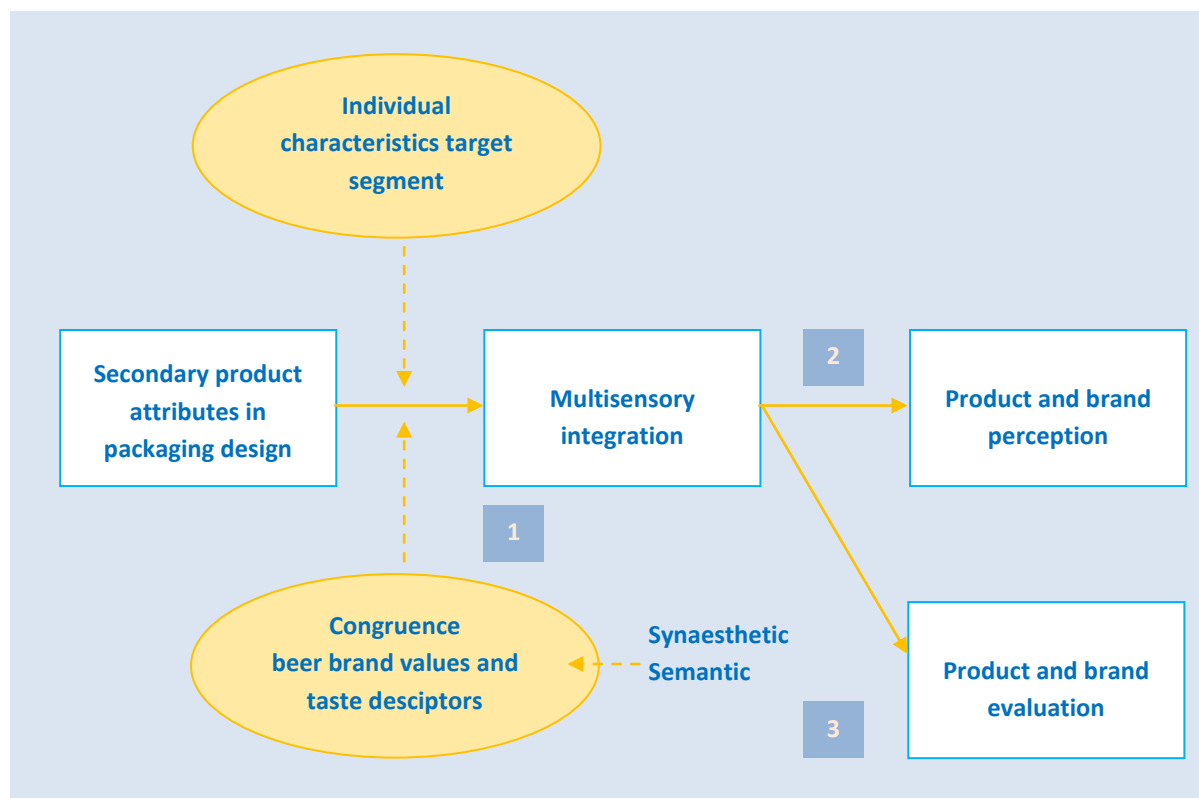 Individual
characteristics target
segment
Secondary product
attributes in
packaging design
Multisensory
integration
2
Product and brand
perception
1
Congruence
beer brand values and
taste desciptors
Synaesthetic
Semantic
Product and brand
evaluation
3